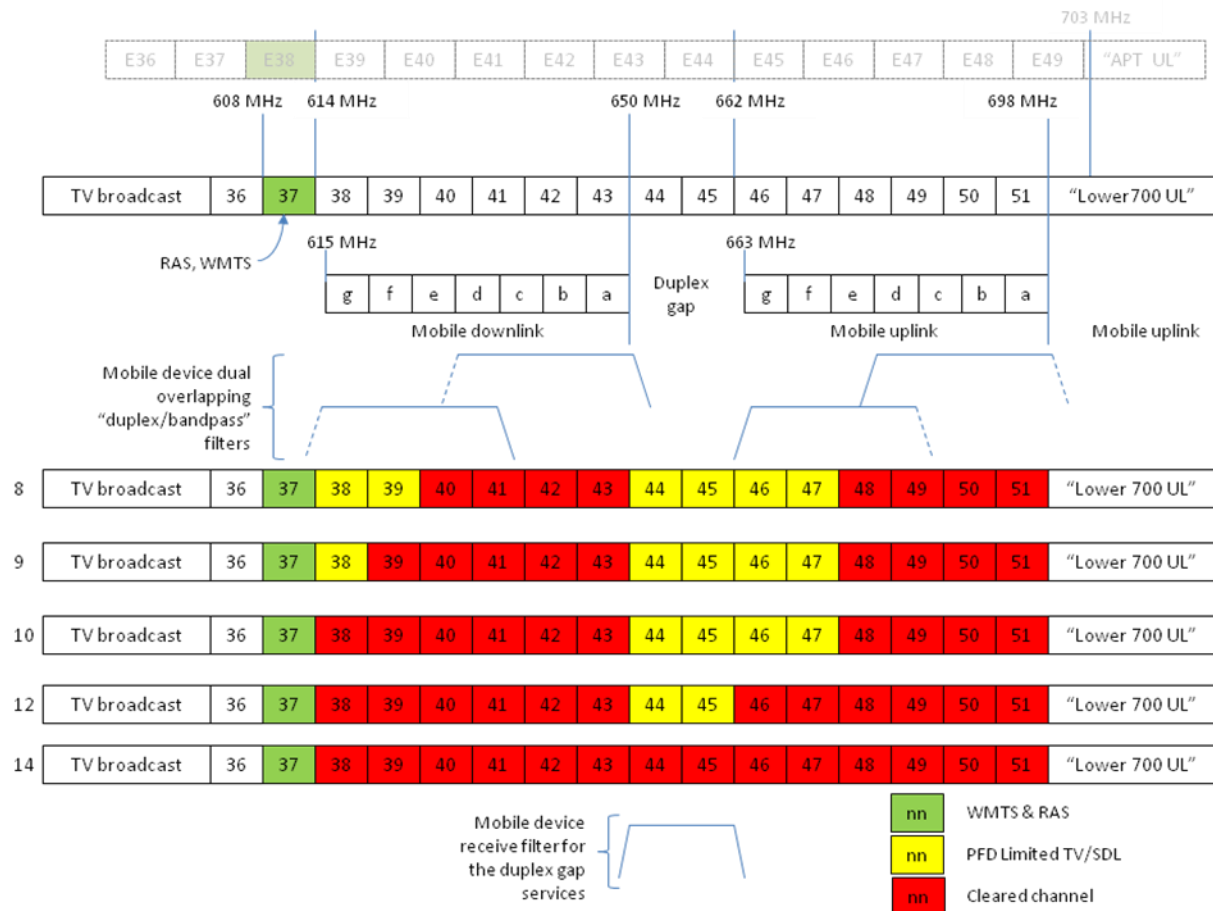 703 MHz
E36 E37 E38 E39 E40 E41 E42 E43 E44 E45 E46 E47 E48 E49 "APT UL"
608 MHz 614 MHz 650 MHz 662 MHz 698 MHz
TV broadcast 36 37 38 39 40 41 42 43 44 45 46 47 48 49 50 51 "Lower700 UL"
RAS, WMTS
615 MHz 663 MHz
g f e d c b a Duplex g f e d c b a
gap
Mobile downlink Mobile uplink Mobile uplink
Mobile device dual
overlapping
"duplex/bandpass"
filters
8 TV broadcast 36 37 38 39 40 41 42 43 44 45 46 47 48 49 50 51 "Lower 700 UL"
9 TV broadcast 36 37 38 39 40 41 42 43 44 45 46 47 48 49 50 51 "Lower 700 UL"
10 TV broadcast 36 37 38 39 40 41 42 43 44 45 46 47 48 49 50 51 "Lower 700 UL"
12 TV broadcast 36 37 38 39 40 41 42 43 44 45 46 47 48 49 50 51 "Lower 700 UL"
14 TV broadcast 36 37 38 39 40 41 42 43 44 45 46 47 48 49 50 51 "Lower 700 UL"
Mobile device
receive filter for
the duplex gap
services
nn WMTS & RAS
nn PFD Limited TV/SDL
nn Cleared channel